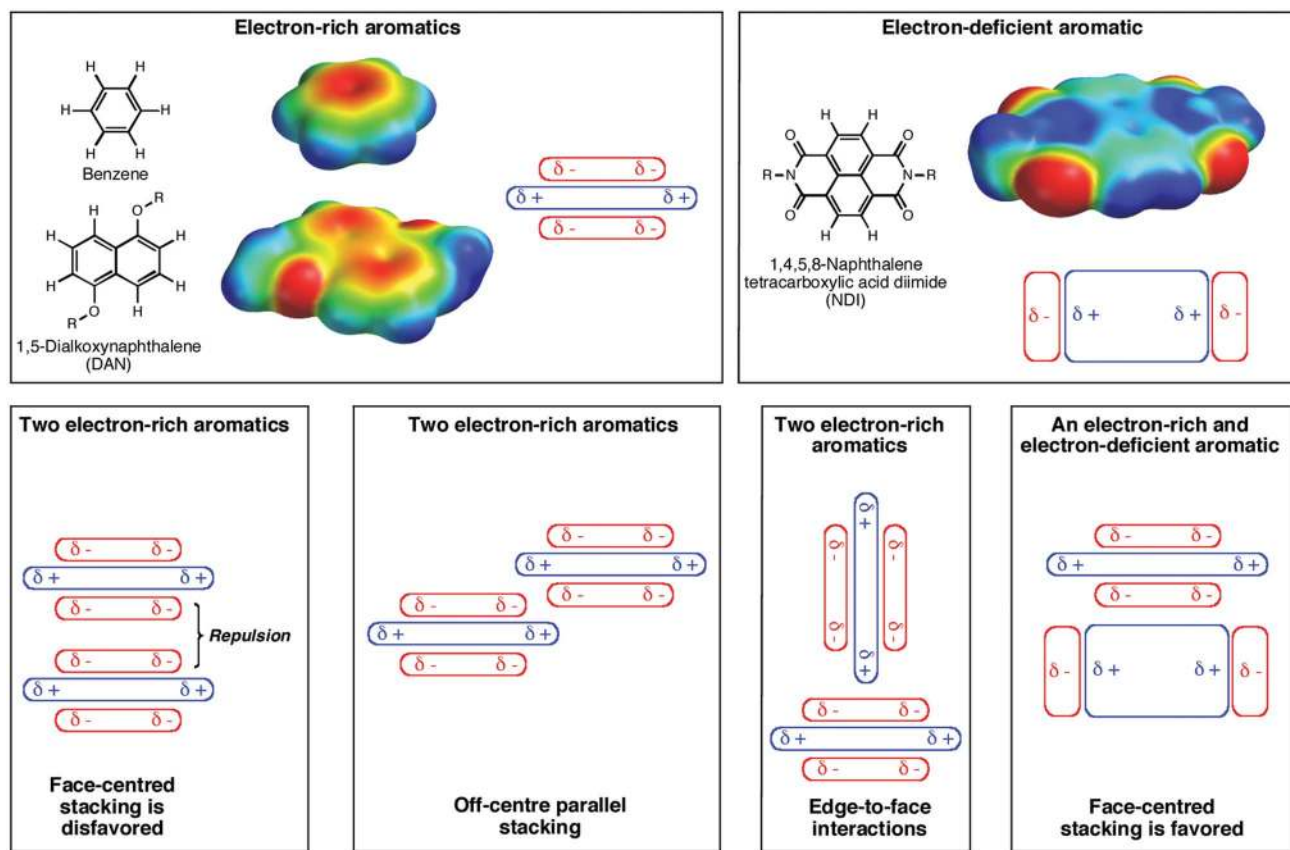 Electron-rich aromatics
H H
H H
H H
Benzene
R
O
H H
H H
H H
O
R
1,5-Dialkoxynaphthalene
(DAN)
δ - δ -
δ + δ +
δ - δ -
Electron-deficient aromatic
H H
O O
R-N N-R
O O
H H
1,4,5,8-Naphthalene
tetracarboxylic acid diimide
(NDI)
δ - δ + δ + δ -
Two electron-rich aromatics
δ - δ -
δ + δ +
δ - δ -
Repulsion
δ - δ -
δ + δ +
δ - δ -
Face-centred
stacking is
disfavored
Two electron-rich aromatics
δ - δ -
δ + δ +
δ - δ -
δ - δ -
δ + δ +
δ - δ -
Off-centre parallel
stacking
Two electron-rich
aromatics
δ +
δ - δ -
δ - δ -
δ +
δ - δ -
δ + δ +
δ - δ -
Edge-to-face
interactions
An electron-rich and
electron-deficient aromatic
δ - δ -
δ + δ +
δ - δ -
δ - δ + δ + δ -
Face-centred
stacking is favored